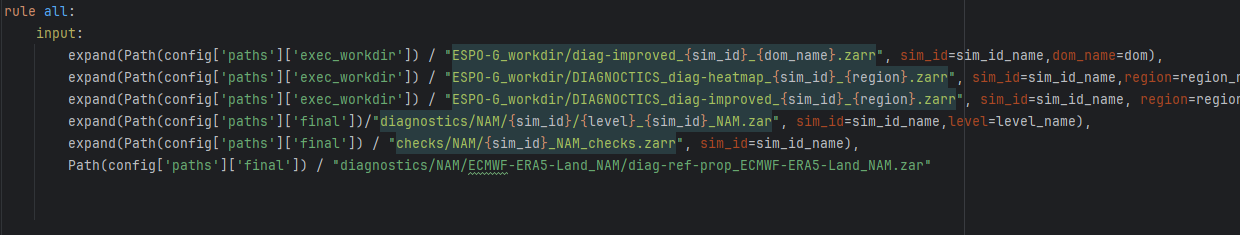 rule all:
    input:
        expand(Path(config['paths']['exec_workdir']) / "ESPO-G_workdir/diag-improved_{sim_id}_{dom_name}.zarr", sim_id=sim_id_name,dom_name=dom),
        expand(Path(config['paths']['exec_workdir']) / "ESPO-G_workdir/DIAGNOCTICS_diag-heatmap_{sim_id}_{region}.zarr", sim_id=sim_id_name,region=region_n
        expand(Path(config['paths']['exec_workdir']) / "ESPO-G_workdir/DIAGNOCTICS_diag-improved_{sim_id}_{region}.zarr", sim_id=sim_id_name, region=region
        expand(Path(config['paths']['final'])/"diagnostics/NAM/{sim_id}/{level}_{sim_id}_NAM.zar", sim_id=sim_id_name,level=level_name),
        expand(Path(config['paths']['final']) / "checks/NAM/{sim_id}_NAM_checks.zarr", sim_id=sim_id_name),
        Path(config['paths']['final']) / "diagnostics/NAM/ECMWF-ERA5-Land_NAM/diag-ref-prop_ECMWF-ERA5-Land_NAM.zar"